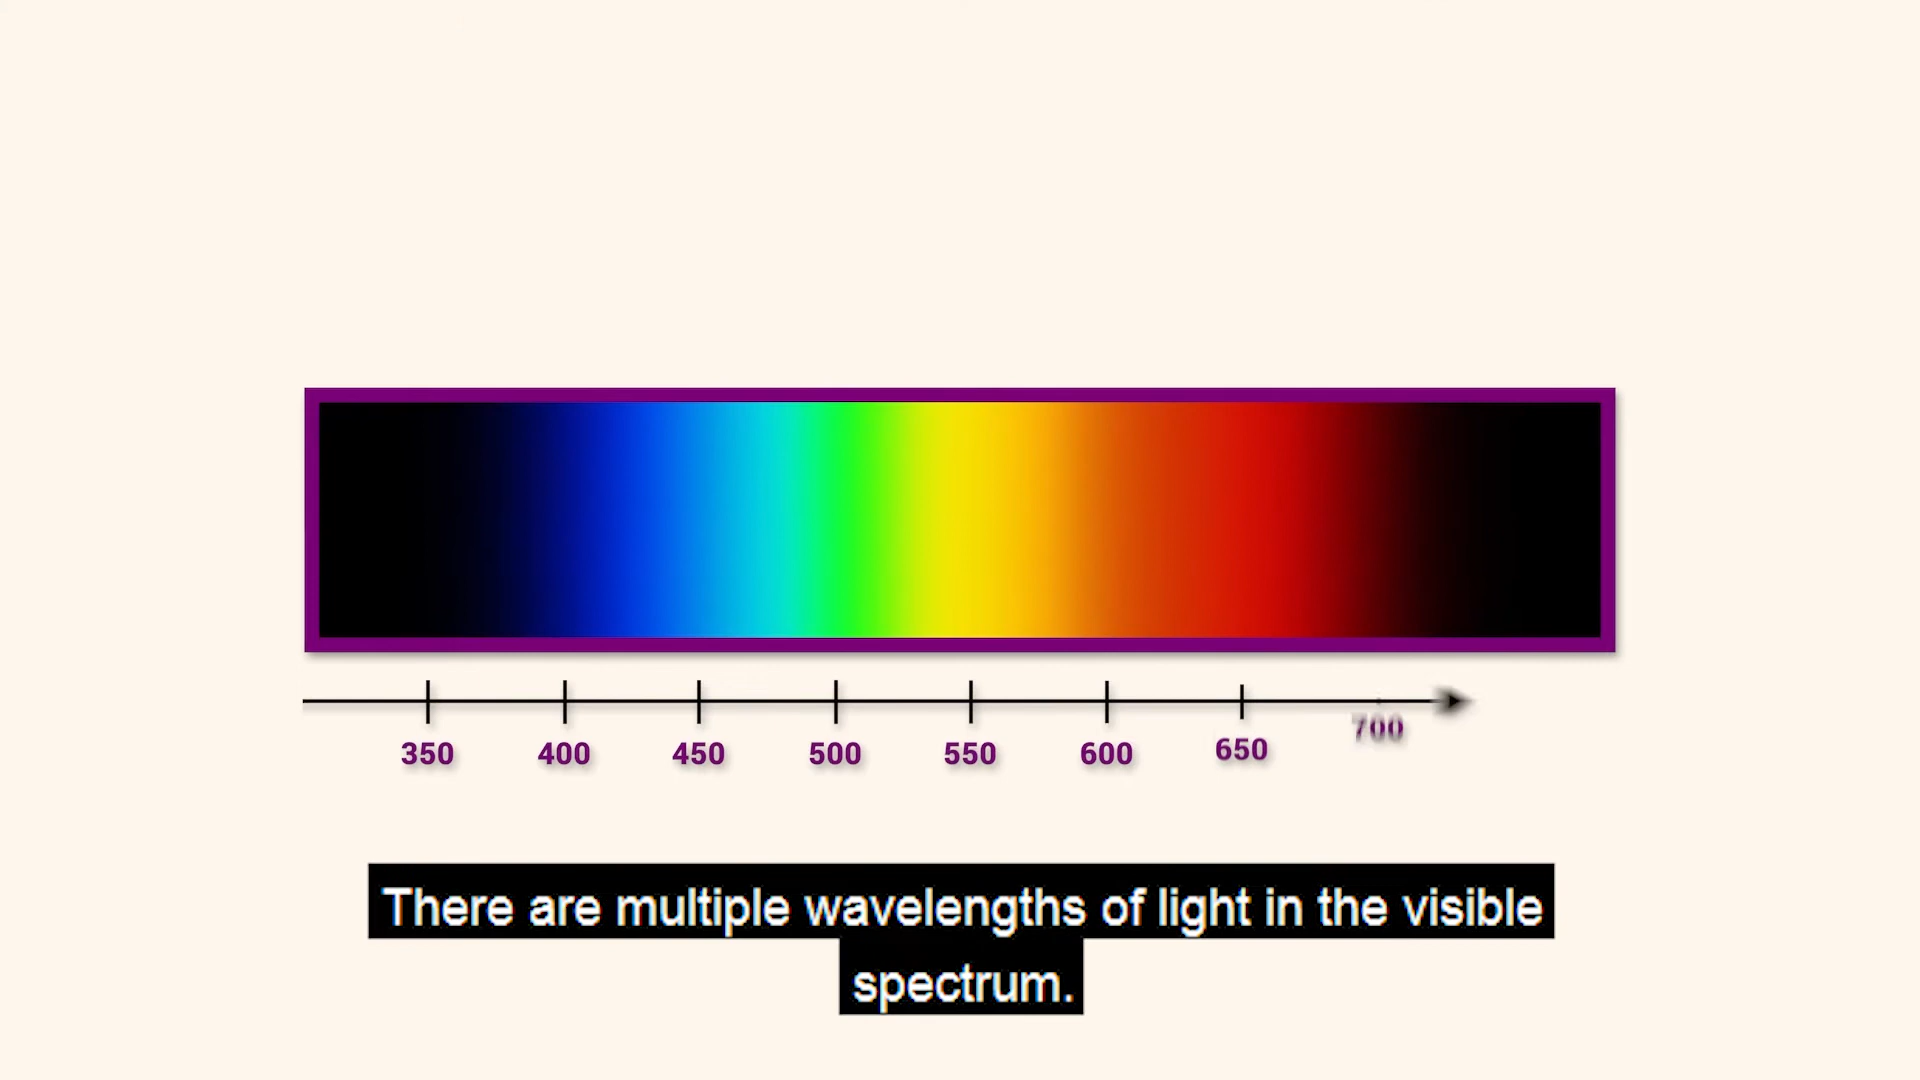 350 400 450 500 550 600 650 700
There are multiple wavelengths of light in the visible
spectrum.